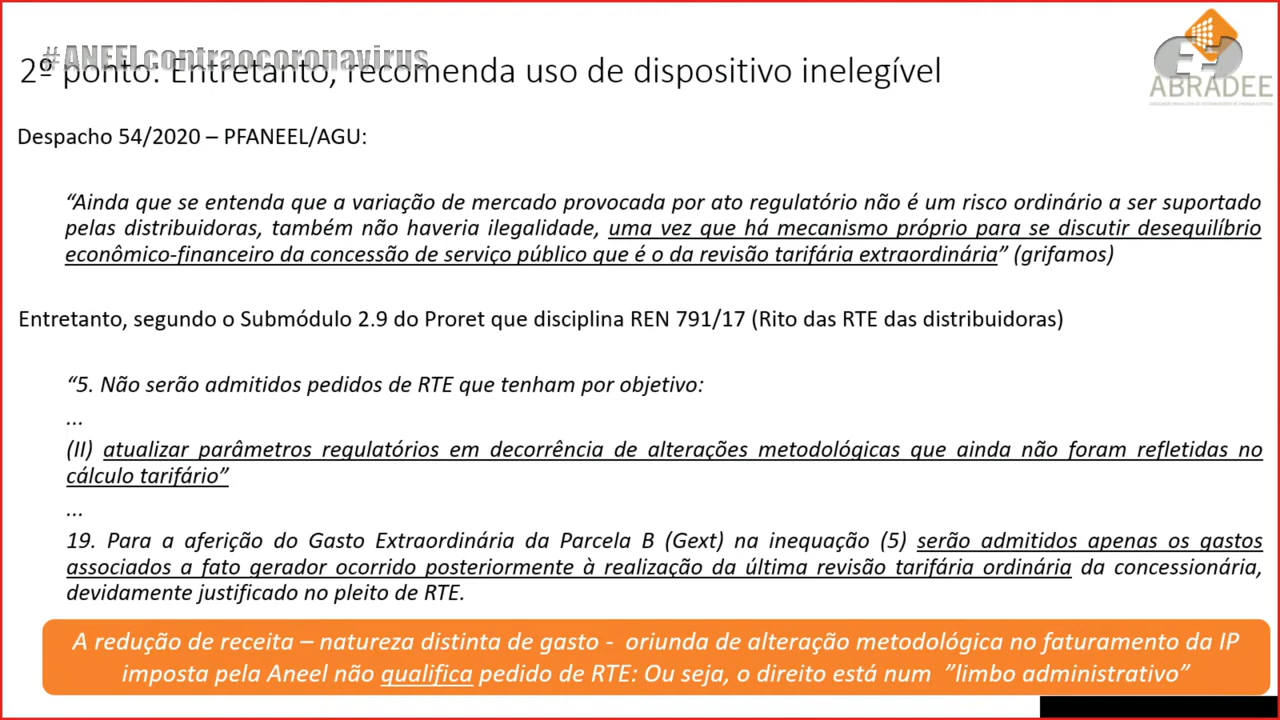 #ANEELcontraocoronavirus
2º ponto: Entretanto, recomenda uso de dispositivo inelegível
ABRADEE
Despacho 54/2020 – PFANEEL/AGU:
“Ainda que se entenda que a variação de mercado provocada por ato regulatório não é um risco ordinário a ser suportado
pelas distribuidoras, também não haveria ilegalidade, uma vez que há mecanismo próprio para se discutir desequilíbrio
econômico-financeiro da concessão de serviço público que é o da revisão tarifária extraordinária” (grifamos)
Entretanto, segundo o Submódulo 2.9 do Proret que disciplina REN 791/17 (Rito das RTE das distribuidoras)
“5. Não serão admitidos pedidos de RTE que tenham por objetivo:
...
(II) atualizar parâmetros regulatórios em decorrência de alterações metodológicas que ainda não foram refletidas no
cálculo tarifário”
...
19. Para a aferição do Gasto Extraordinária da Parcela B (Gext) na inequação (5) serão admitidos apenas os gastos
associados a fato gerador ocorrido posteriormente à realização da última revisão tarifária ordinária da concessionária,
devidamente justificado no pleito de RTE.
A redução de receita – natureza distinta de gasto - oriunda de alteração metodológica no faturamento da IP
imposta pela Aneel não qualifica pedido de RTE: Ou seja, o direito está num ”limbo administrativo”